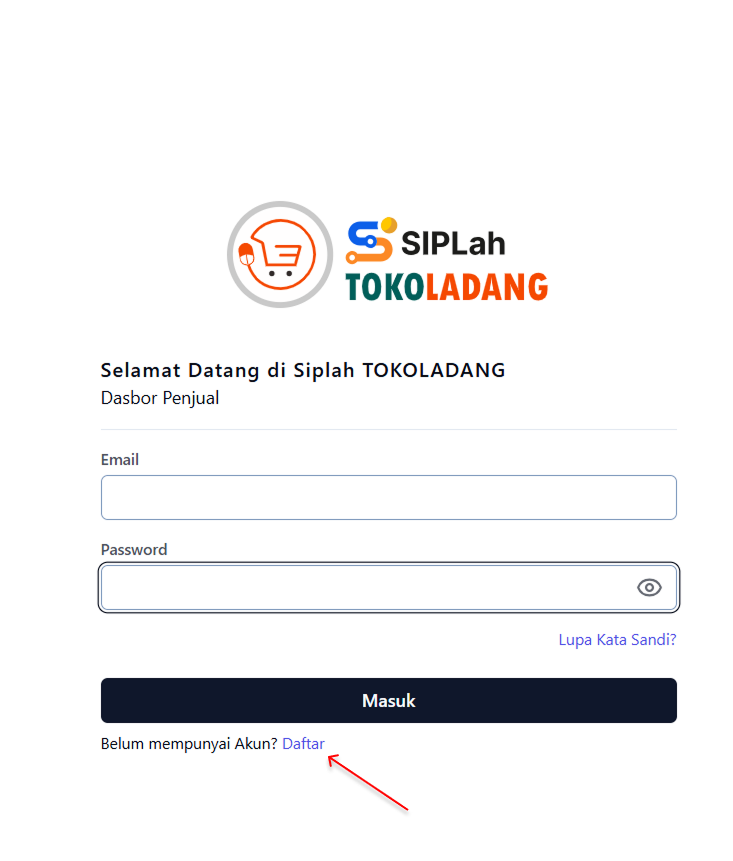 SIPLah
TOKOLADANG
Selamat Datang di Siplah TOKOLADANG
Dasbor Penjual
Email
Password
Lupa Kata Sandi?
Masuk
Belum mempunyai Akun? Daftar